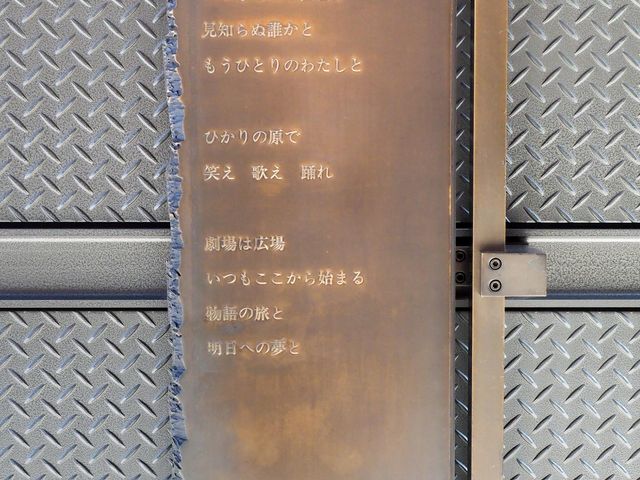 見知らぬ誰かと
もうひとりのわたしと
ひかりの原で
笑え　歌え　踊れ
劇場は広場
いつもここから始まる
物語の旅と
明日への夢と